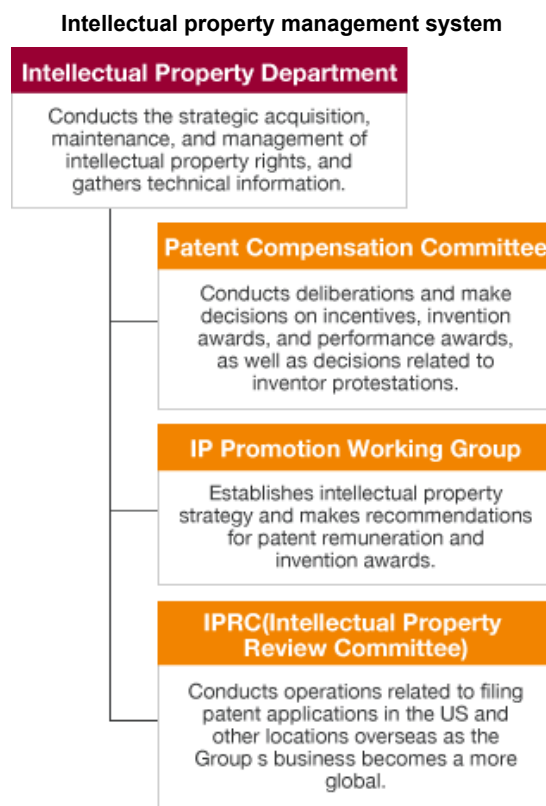 Intellectual property management system
Intellectual Property Department
Conducts the strategic acquisition,
maintenance, and management of
intellectual property rights, and
gathers technical information.
Patent Compensation Committee
Conducts deliberations and make
decisions on incentives, invention
awards, and performance awards,
as well as decisions related to
inventor protestations.
IP Promotion Working Group
Establishes intellectual property
strategy and makes recommendations
for patent remuneration and
invention awards.
IPRC(Intellectual Property
Review Committee)
Conducts operations related to filing
patent applications in the US and
other locations overseas as the
Group s business becomes a more
global.